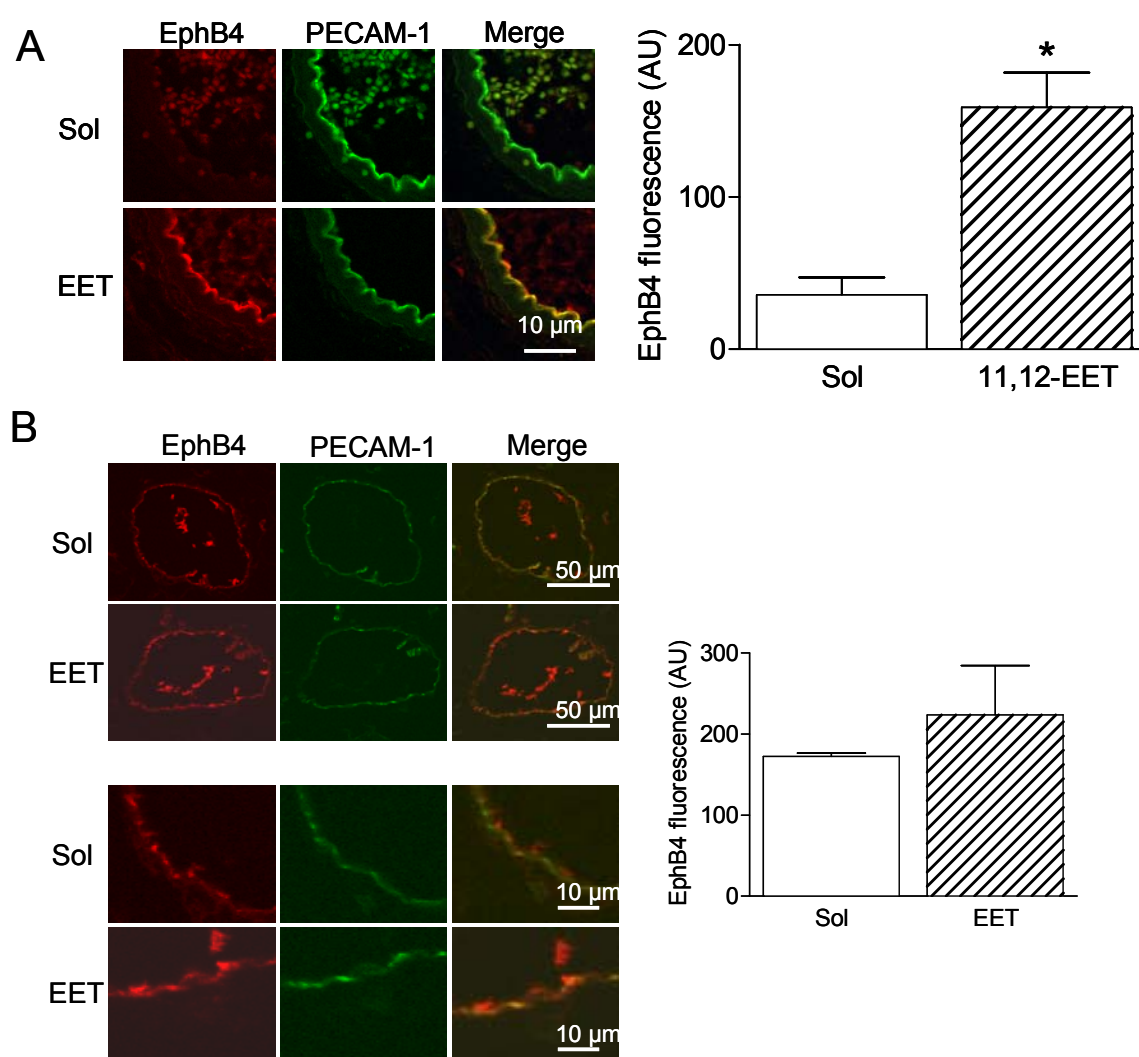 A
EphB4 PECAM-1 Merge
Sol
EET
10 µm
EphB4 fluorescence (AU)
200
100
0
*
Sol 11,12-EET
B
EphB4 PECAM-1 Merge
Sol
50 µm
EET
50 µm
Sol
10 µm
EET
10 µm
EphB4 fluorescence (AU)
300
200
100
0
Sol EET